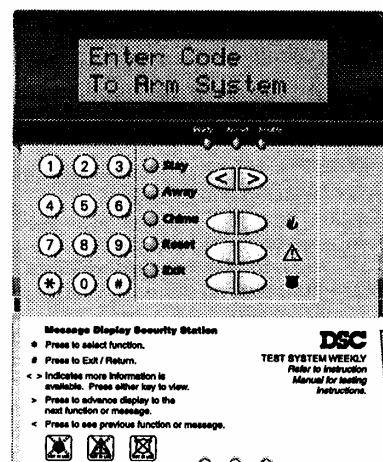 Enter Code
To Arm System
Ready Armed Trouble
1 2 3 Stay
Away
4 5 6
Chime
7 8 9 Reset
Exit
* 0 #
< >
Message Display Security Station
* Press to select function.
# Press to Exit / Return.
< > Indicates more information is
available. Press either key to view.
> Press to advance display to the
next function or message.
< Press to see previous function or message.
DSC
TEST SYSTEM WEEKLY
Refer to Instruction
Manual for testing
instructions.